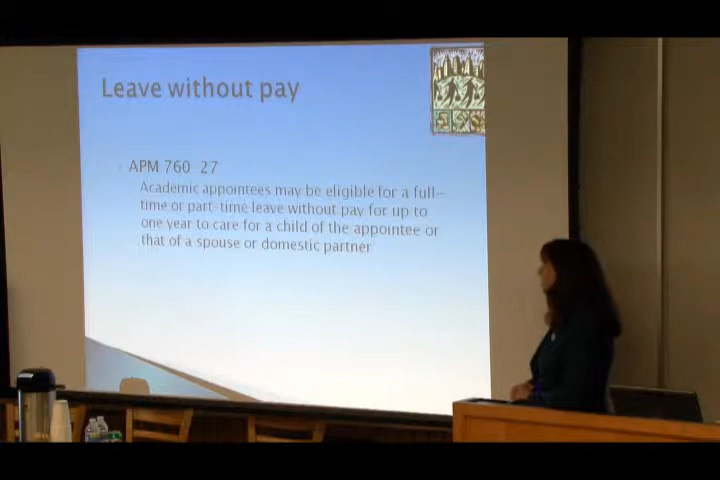 Leave without pay
APM 760 27
Academic appointees may be eligible for a full-
time or part-time leave without pay for up to
one year to care for a child of the appointee or
that of a spouse or domestic partner